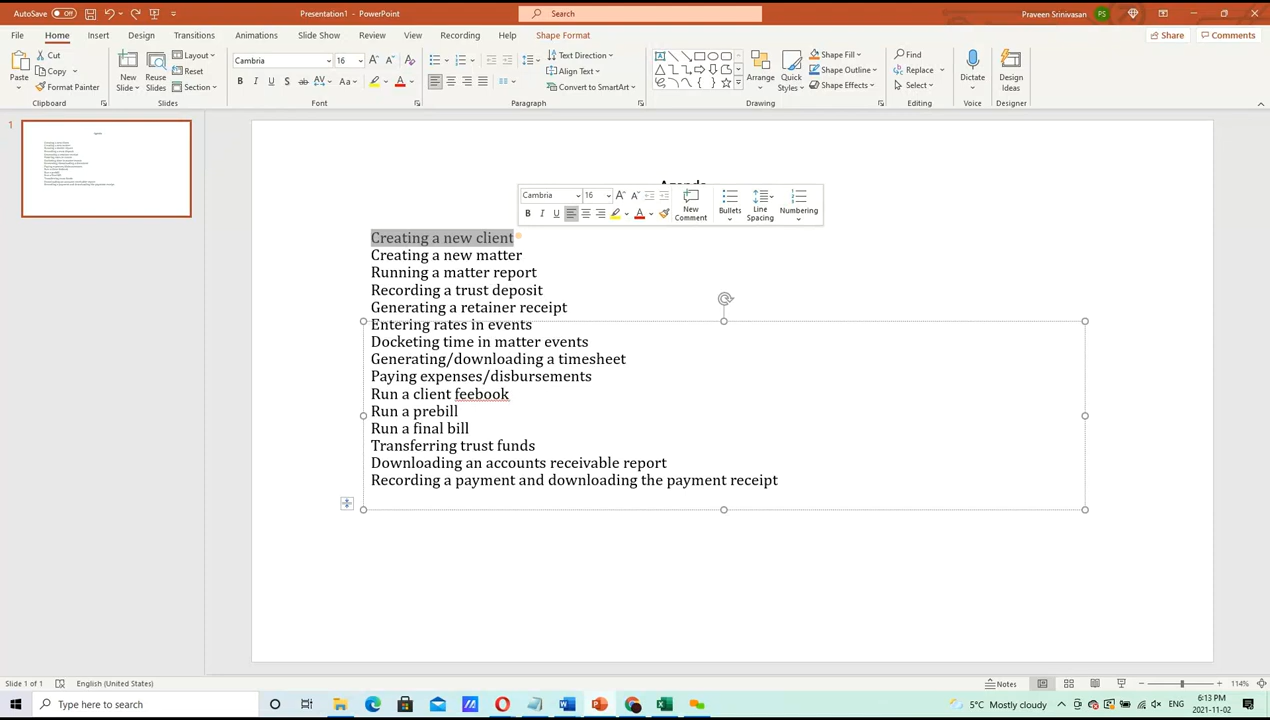 AutoSave Off Presentation1 - PowerPoint Search Praveen Srinivasan PS
File Home Insert Design Transitions Animations Slide Show Review View Recording Help Shape Format Share Comments
Paste Cut Copy Format Painter Clipboard
New Slide Reuse Slides Layout Reset Section Slides
Cambria 16 Font
Text Direction Align Text Convert to SmartArt Paragraph
Arrange Quick Styles Shape Fill Shape Outline Shape Effects Drawing
Find Replace Select Editing
Dictate Voice
Design Ideas Designer
1
Agenda
Cambria 16 New Comment Bullets Line Spacing Numbering
Creating a new client
Creating a new matter
Running a matter report
Recording a trust deposit
Generating a retainer receipt
Entering rates in events
Docketing time in matter events
Generating/downloading a timesheet
Paying expenses/disbursements
Run a client feebook
Run a prebill
Run a final bill
Transferring trust funds
Downloading an accounts receivable report
Recording a payment and downloading the payment receipt
Slide 1 of 1 English (United States) Notes 114%
Type here to search 5°C Mostly cloudy ENG 6:13 PM
2021-11-02